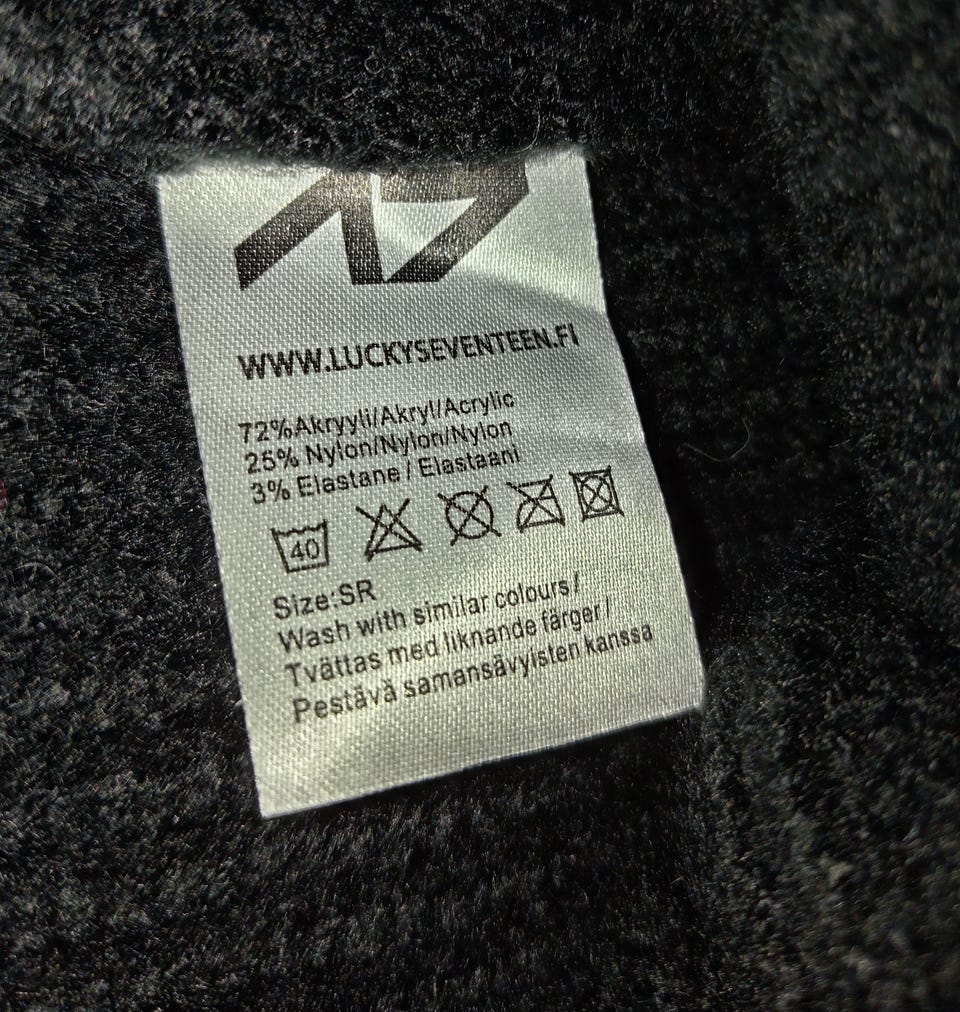 17
WWW.LUCKYSEVENTEEN.FI
72%Akryyli/Akryl/Acrylic
25% Nylon/Nylon/Nylon
3% Elastane / Elastaani
40
Size:SR
Wash with similar colours /
Tvättas med liknande färger /
Pestävä samansävyisten kanssa